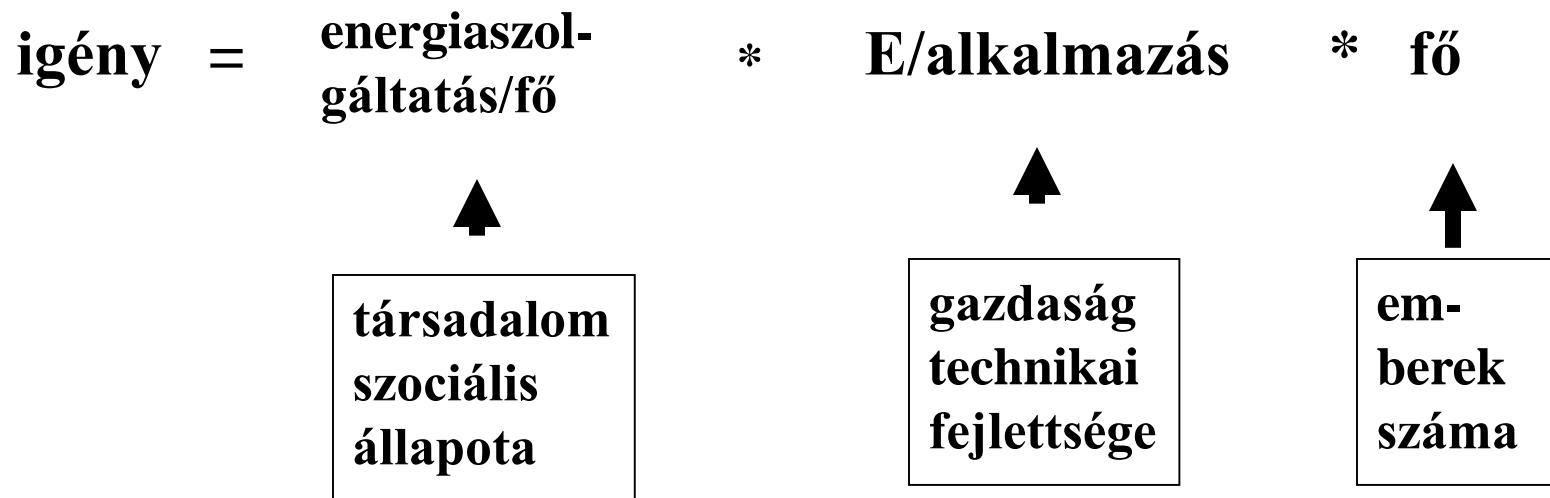 igény = energiaszol-
gáltatás/fő * E/alkalmazás * fő
társadalom
szociális
állapota
gazdaság
technikai
fejlettsége
em-
berek
száma